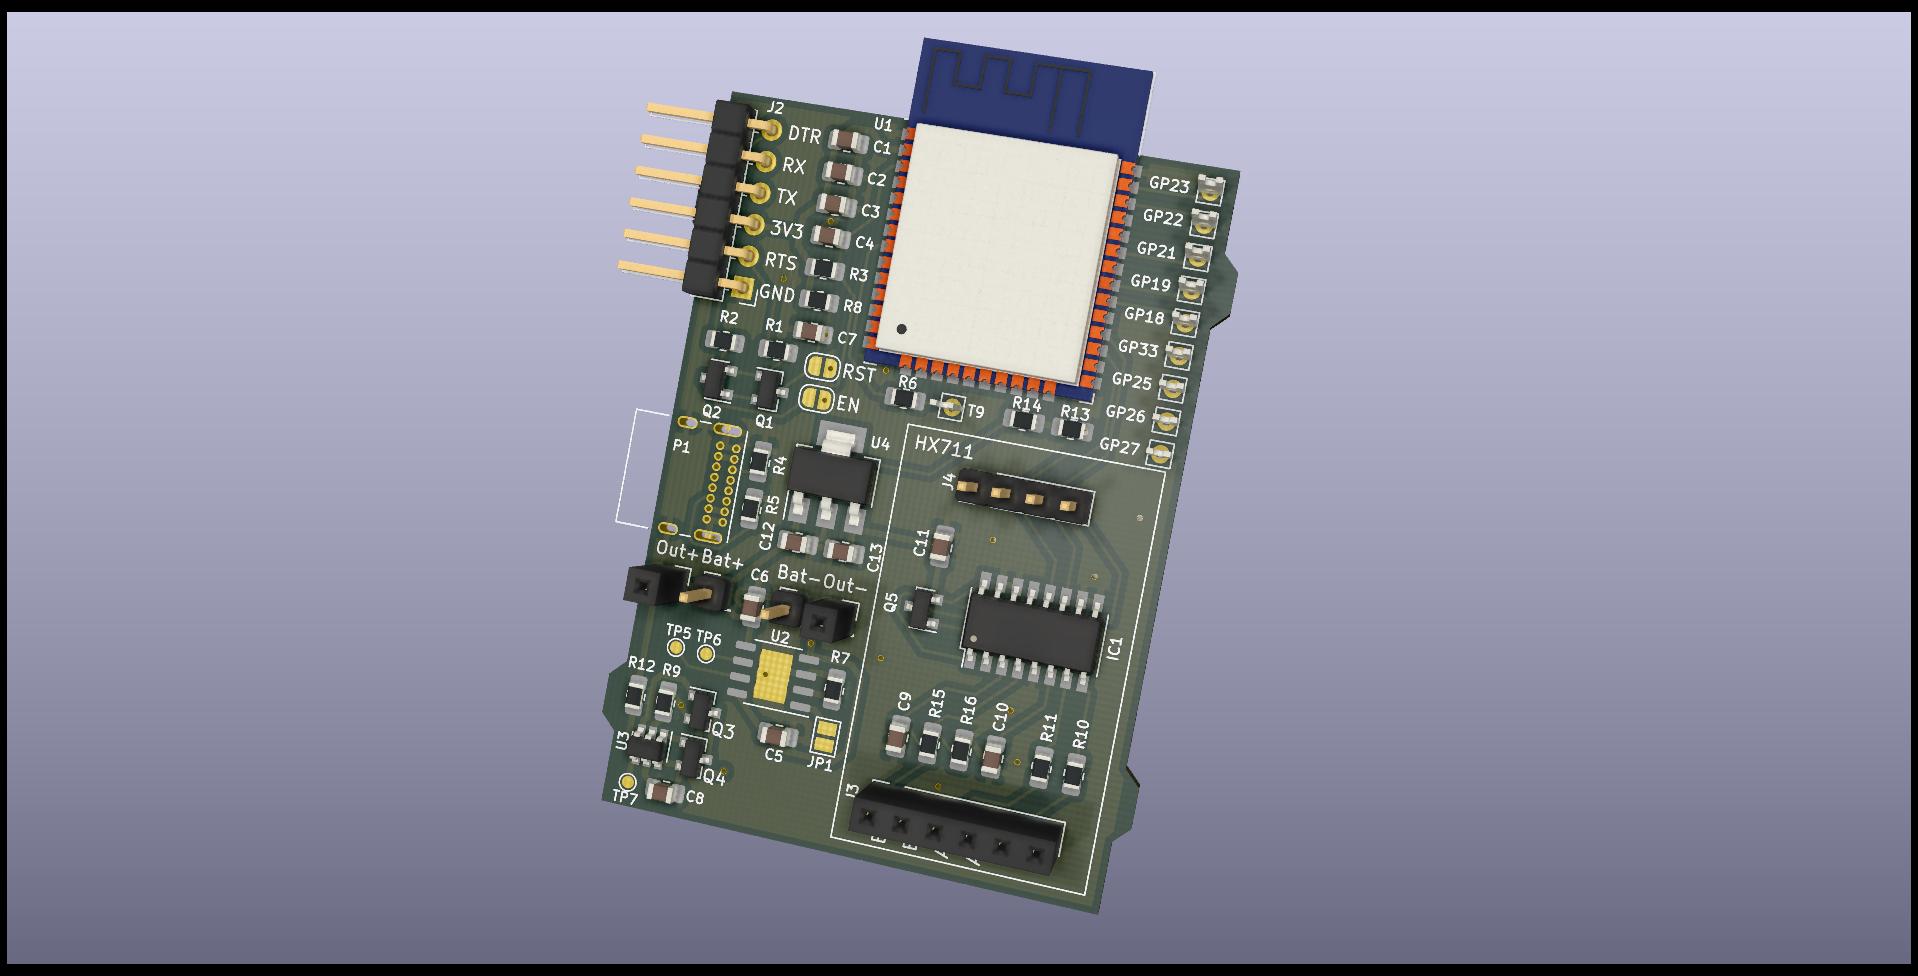 J2
DTR
RX
TX
3V3
RTS
GND
U1
C1
C2
C3
C4
R3
R8
C7
R2
R1
RST
EN
Q2
Q1
GP23
GP22
GP21
GP19
GP18
GP33
GP25
GP26
GP27
R6
T9
R14
R13
P1
R4
R5
U4
C12
C13
HX711
J4
C11
Q5
IC1
Out+
Bat+
C6
Bat-
Out-
TP5
TP6
U2
R7
R12
R9
Q3
U3
Q4
C5
JP1
TP7
C8
C9
R15
R16
C10
R11
R10
J3